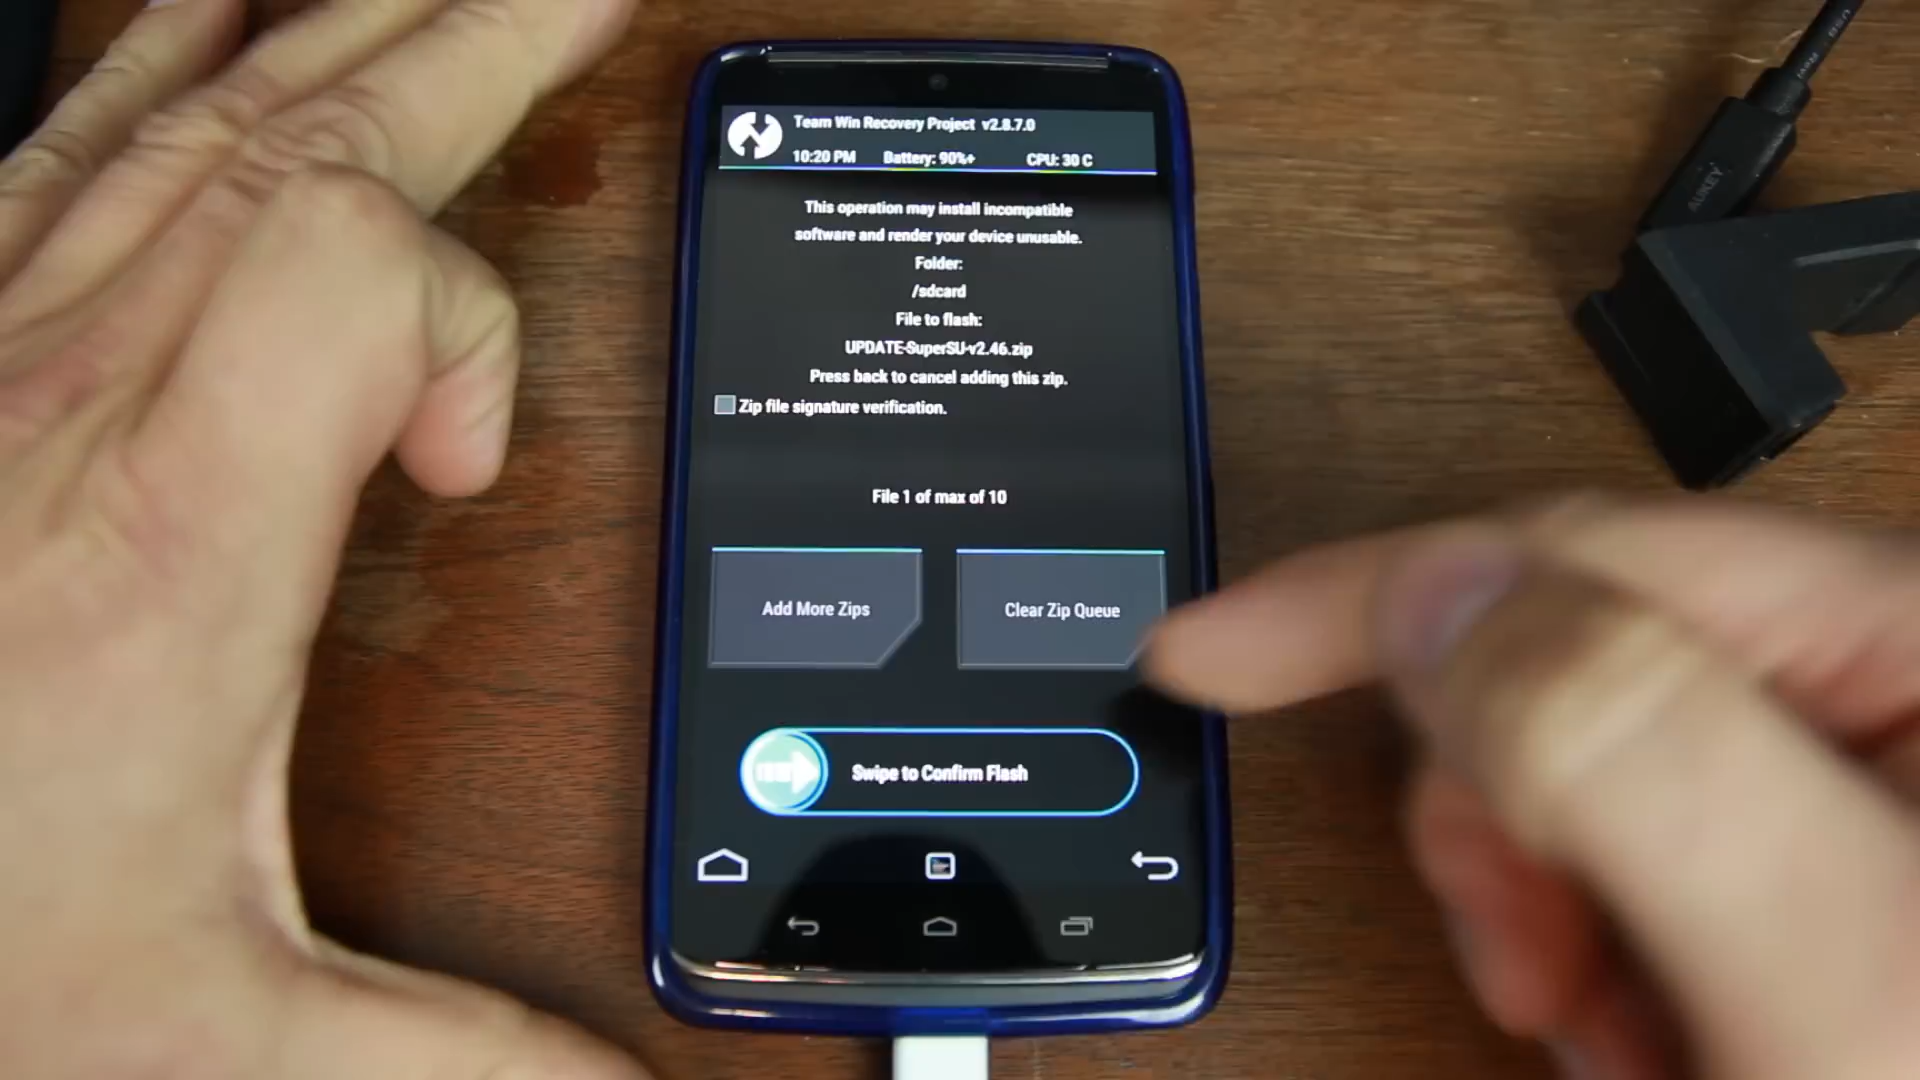 Team Win Recovery Project v2.8.7.0
10:20 PM Battery: 90%+ CPU: 30 C
This operation may install incompatible
software and render your device unusable.
Folder:
/sdcard
File to flash:
UPDATE-SuperSU-v2.46.zip
Press back to cancel adding this zip.
Zip file signature verification.
File 1 of max of 10
Add More Zips
Clear Zip Queue
Swipe to Confirm Flash
AUKEY
USB
Rev